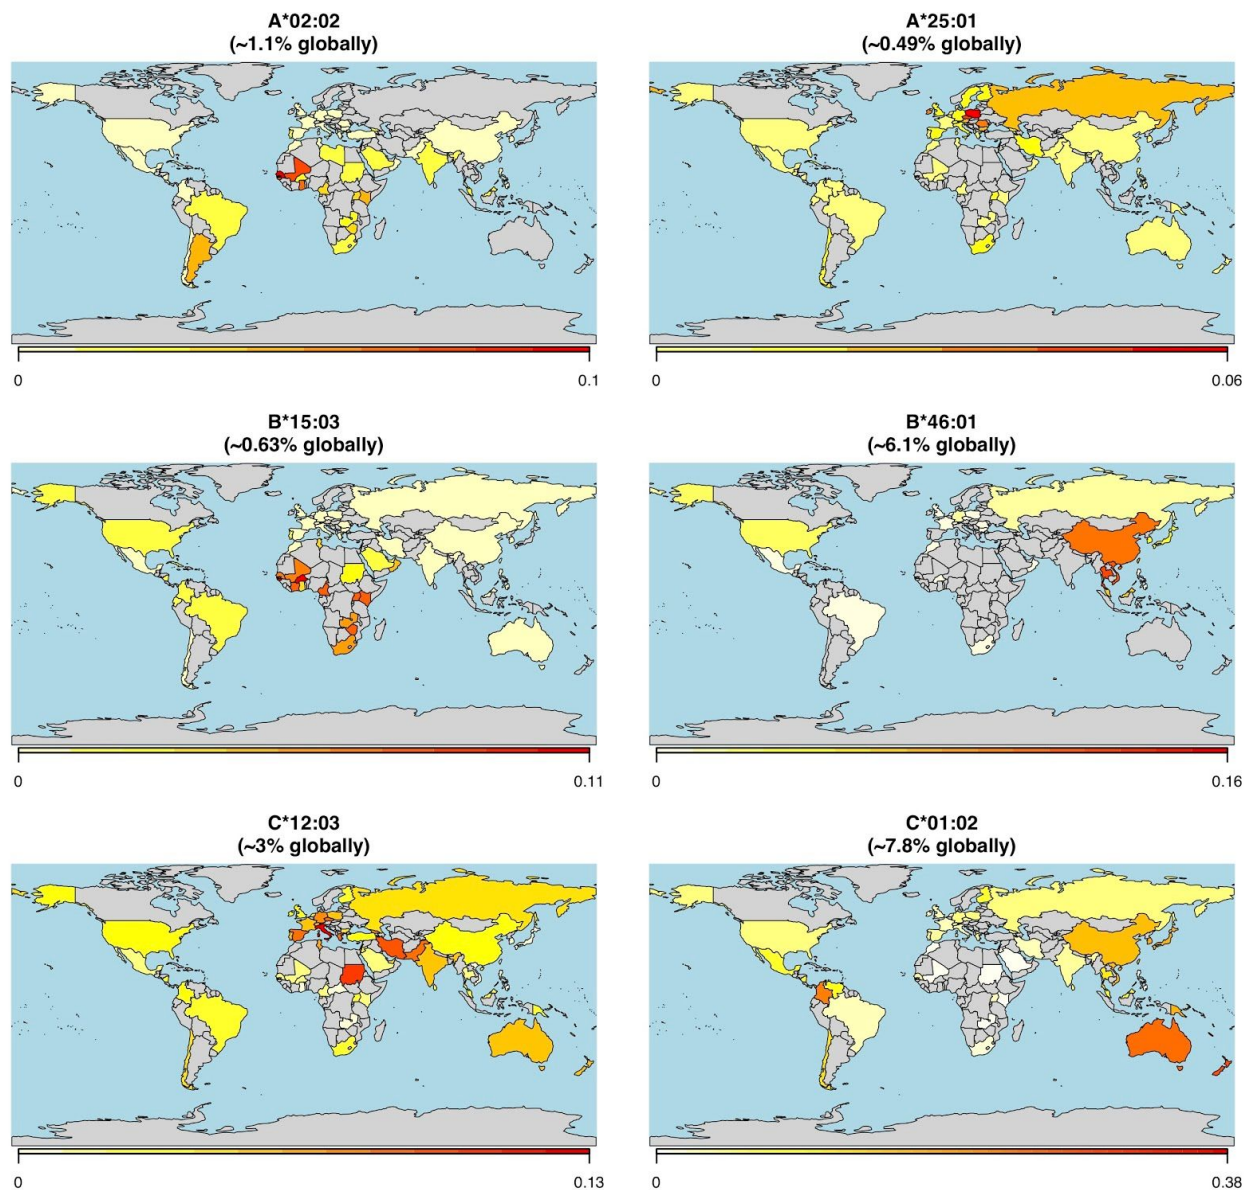 A*02:02
(~1.1% globally)
A*25:01
(~0.49% globally)
0
0.1
0
0.06
B*15:03
(~0.63% globally)
B*46:01
(~6.1% globally)
0
0.11
0
0.16
C*12:03
(~3% globally)
C*01:02
(~7.8% globally)
0
0.13
0
0.38